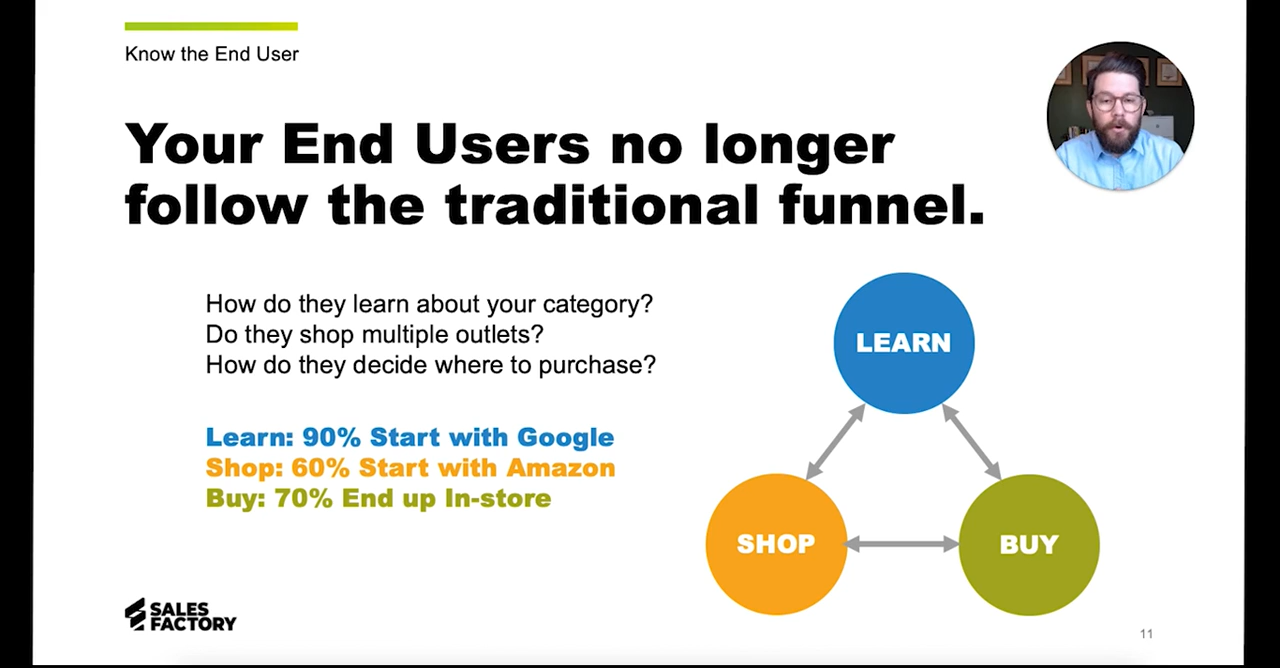 Know the End User
Your End Users no longer
follow the traditional funnel.
How do they learn about your category?
Do they shop multiple outlets?
How do they decide where to purchase?
Learn: 90% Start with Google
Shop: 60% Start with Amazon
Buy: 70% End up In-store
LEARN
SHOP
BUY
SALES
FACTORY
11